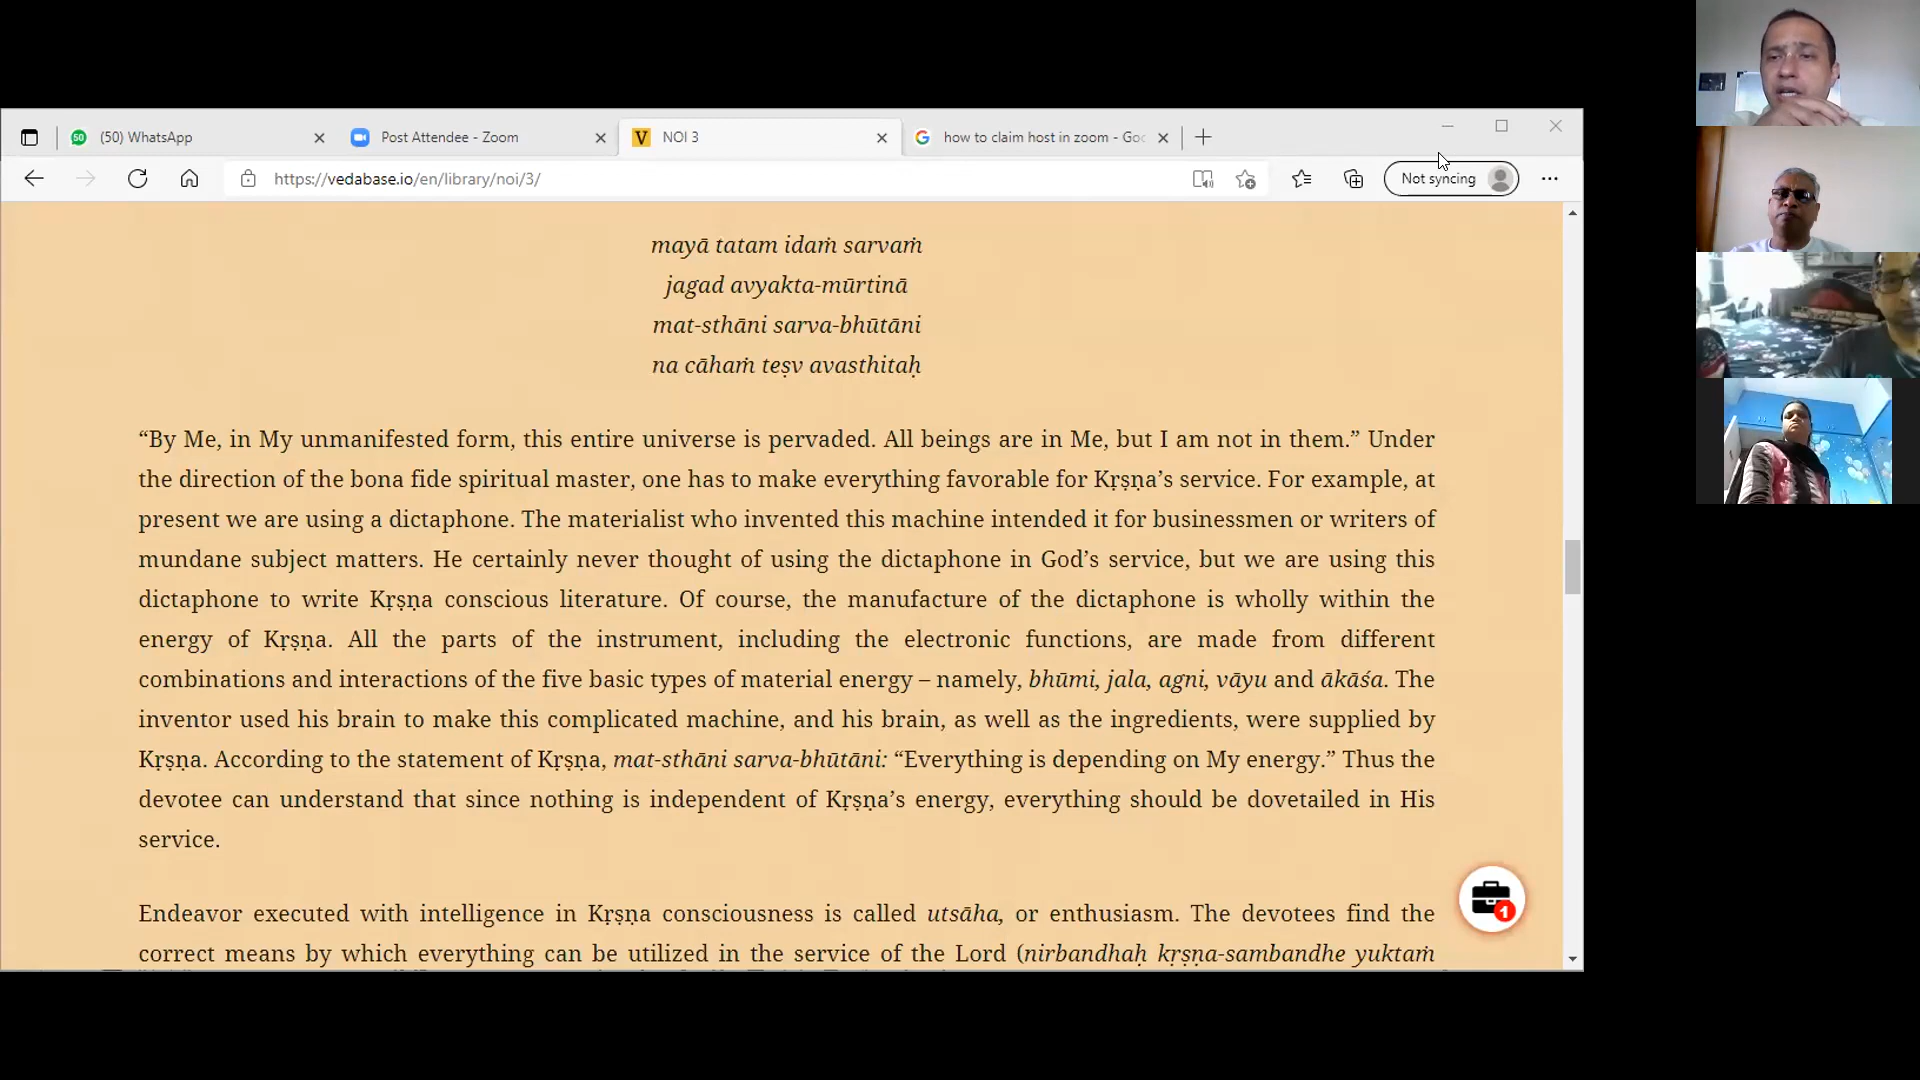 (50) WhatsApp
Post Attendee - Zoom
NOI 3
how to claim host in zoom - Goo
https://vedabase.io/en/library/noi/3/
Not syncing
mayā tatam idaṁ sarvaṁ
jagad avyakta-mūrtinā
mat-sthāni sarva-bhūtāni
na cāhaṁ teṣv avasthitaḥ
“By Me, in My unmanifested form, this entire universe is pervaded. All beings are in Me, but I am not in them.” Under
the direction of the bona fide spiritual master, one has to make everything favorable for Kṛṣṇa’s service. For example, at
present we are using a dictaphone. The materialist who invented this machine intended it for businessmen or writers of
mundane subject matters. He certainly never thought of using the dictaphone in God’s service, but we are using this
dictaphone to write Kṛṣṇa conscious literature. Of course, the manufacture of the dictaphone is wholly within the
energy of Kṛṣṇa. All the parts of the instrument, including the electronic functions, are made from different
combinations and interactions of the five basic types of material energy – namely, bhūmi, jala, agni, vāyu and ākāśa. The
inventor used his brain to make this complicated machine, and his brain, as well as the ingredients, were supplied by
Kṛṣṇa. According to the statement of Kṛṣṇa, mat-sthāni sarva-bhūtāni: “Everything is depending on My energy.” Thus the
devotee can understand that since nothing is independent of Kṛṣṇa’s energy, everything should be dovetailed in His
service.
Endeavor executed with intelligence in Kṛṣṇa consciousness is called utsāha, or enthusiasm. The devotees find the
correct means by which everything can be utilized in the service of the Lord (nirbandhaḥ kṛṣṇa-sambandhe yuktaṁ
1